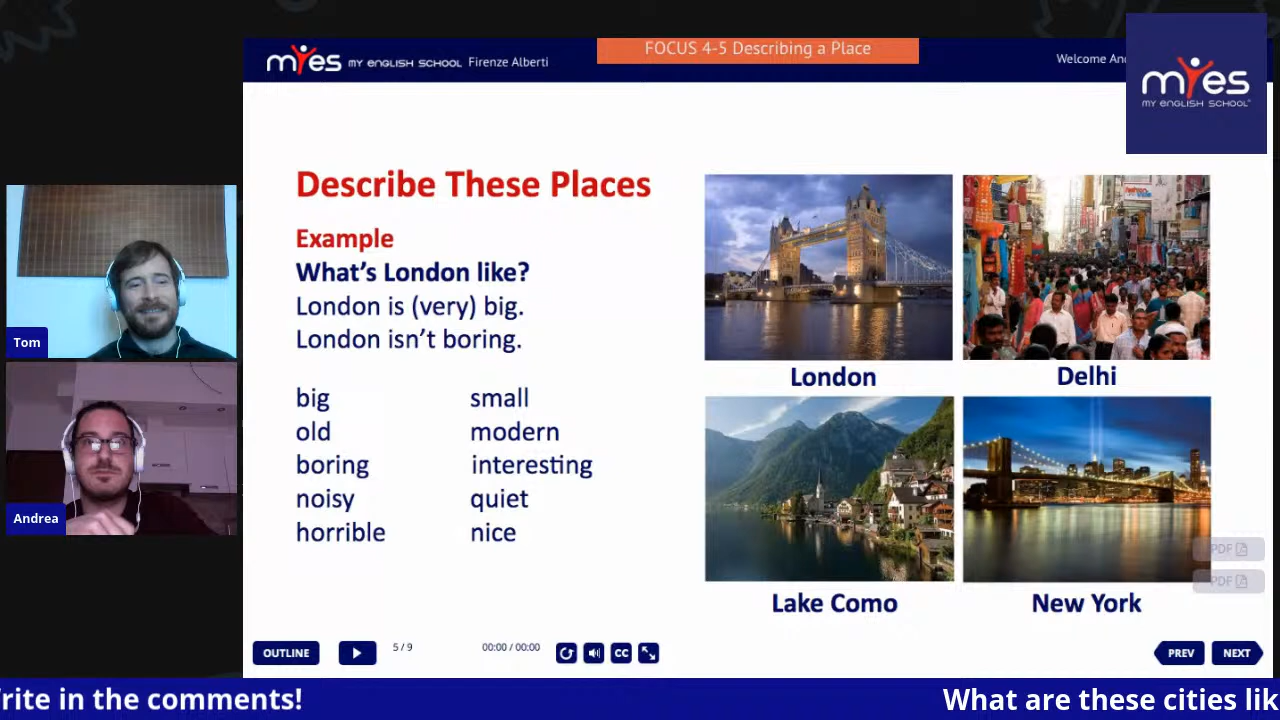 myes MY ENGLISH SCHOOL Firenze Alberti
FOCUS 4-5 Describing a Place
Welcome An
myes
MY ENGLISH SCHOOL
Describe These Places
Example
What's London like?
London is (very) big.
London isn't boring.
big small
old modern
boring interesting
noisy quiet
horrible nice
London
Delhi
Lake Como
New York
Tom
Andrea
PDF
PDF
OUTLINE
5 / 9
00:00 / 00:00
CC
PREV
NEXT
rite in the comments!
What are these cities lik